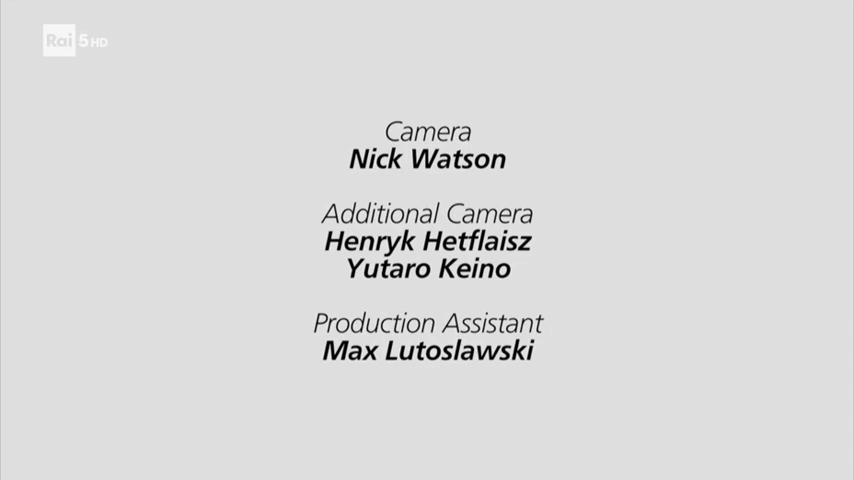 Rai 5 HD
Camera
Nick Watson
Additional Camera
Henryk Hetflaisz
Yutaro Keino
Production Assistant
Max Lutoslawski